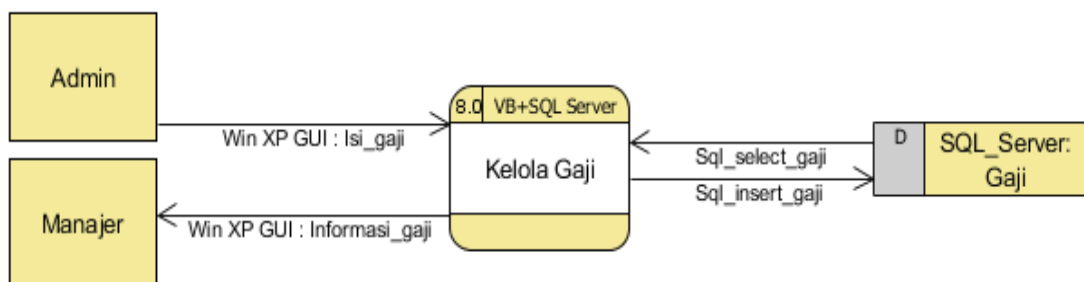 Admin
Win XP GUI : Isi_gaji
Manajer
Win XP GUI : Informasi_gaji
8.0 VB+SQL Server
Kelola Gaji
Sql_select_gaji
Sql_insert_gaji
D
SQL_Server:
Gaji